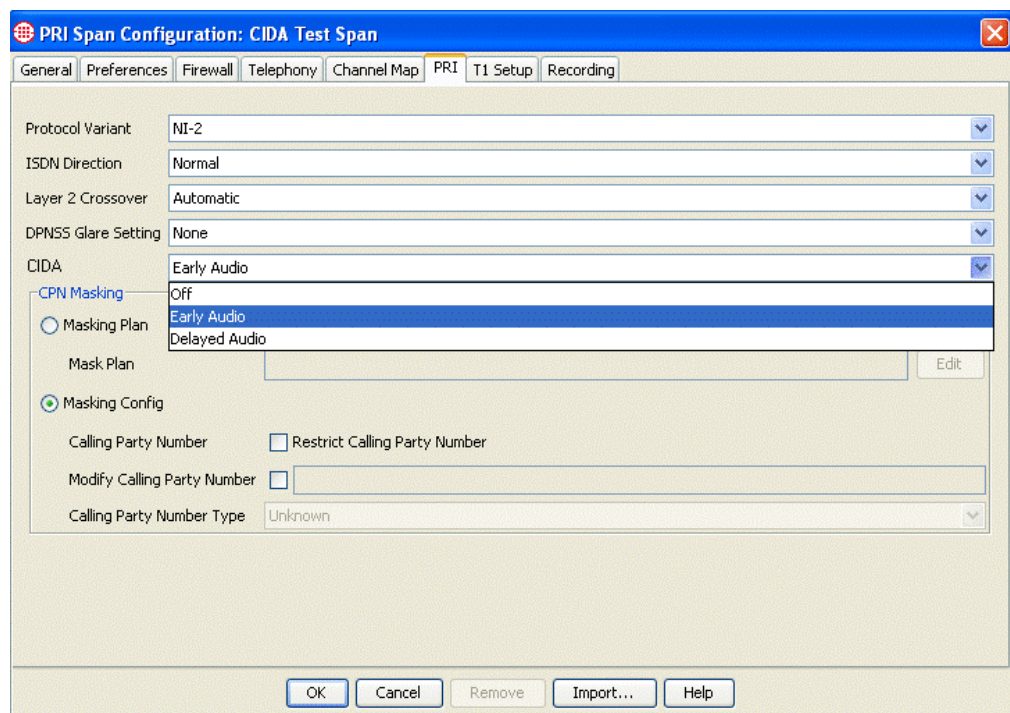 PRI Span Configuration: CIDA Test Span
General Preferences Firewall Telephony Channel Map PRI T1 Setup Recording
Protocol Variant NI-2
ISDN Direction Normal
Layer 2 Crossover Automatic
DPNSS Glare Setting None
CIDA Early Audio
Off
CPN Masking
Early Audio
Masking Plan
Delayed Audio
Mask Plan Edit
Masking Config
Calling Party Number Restrict Calling Party Number
Modify Calling Party Number
Calling Party Number Type Unknown
OK Cancel Remove Import... Help